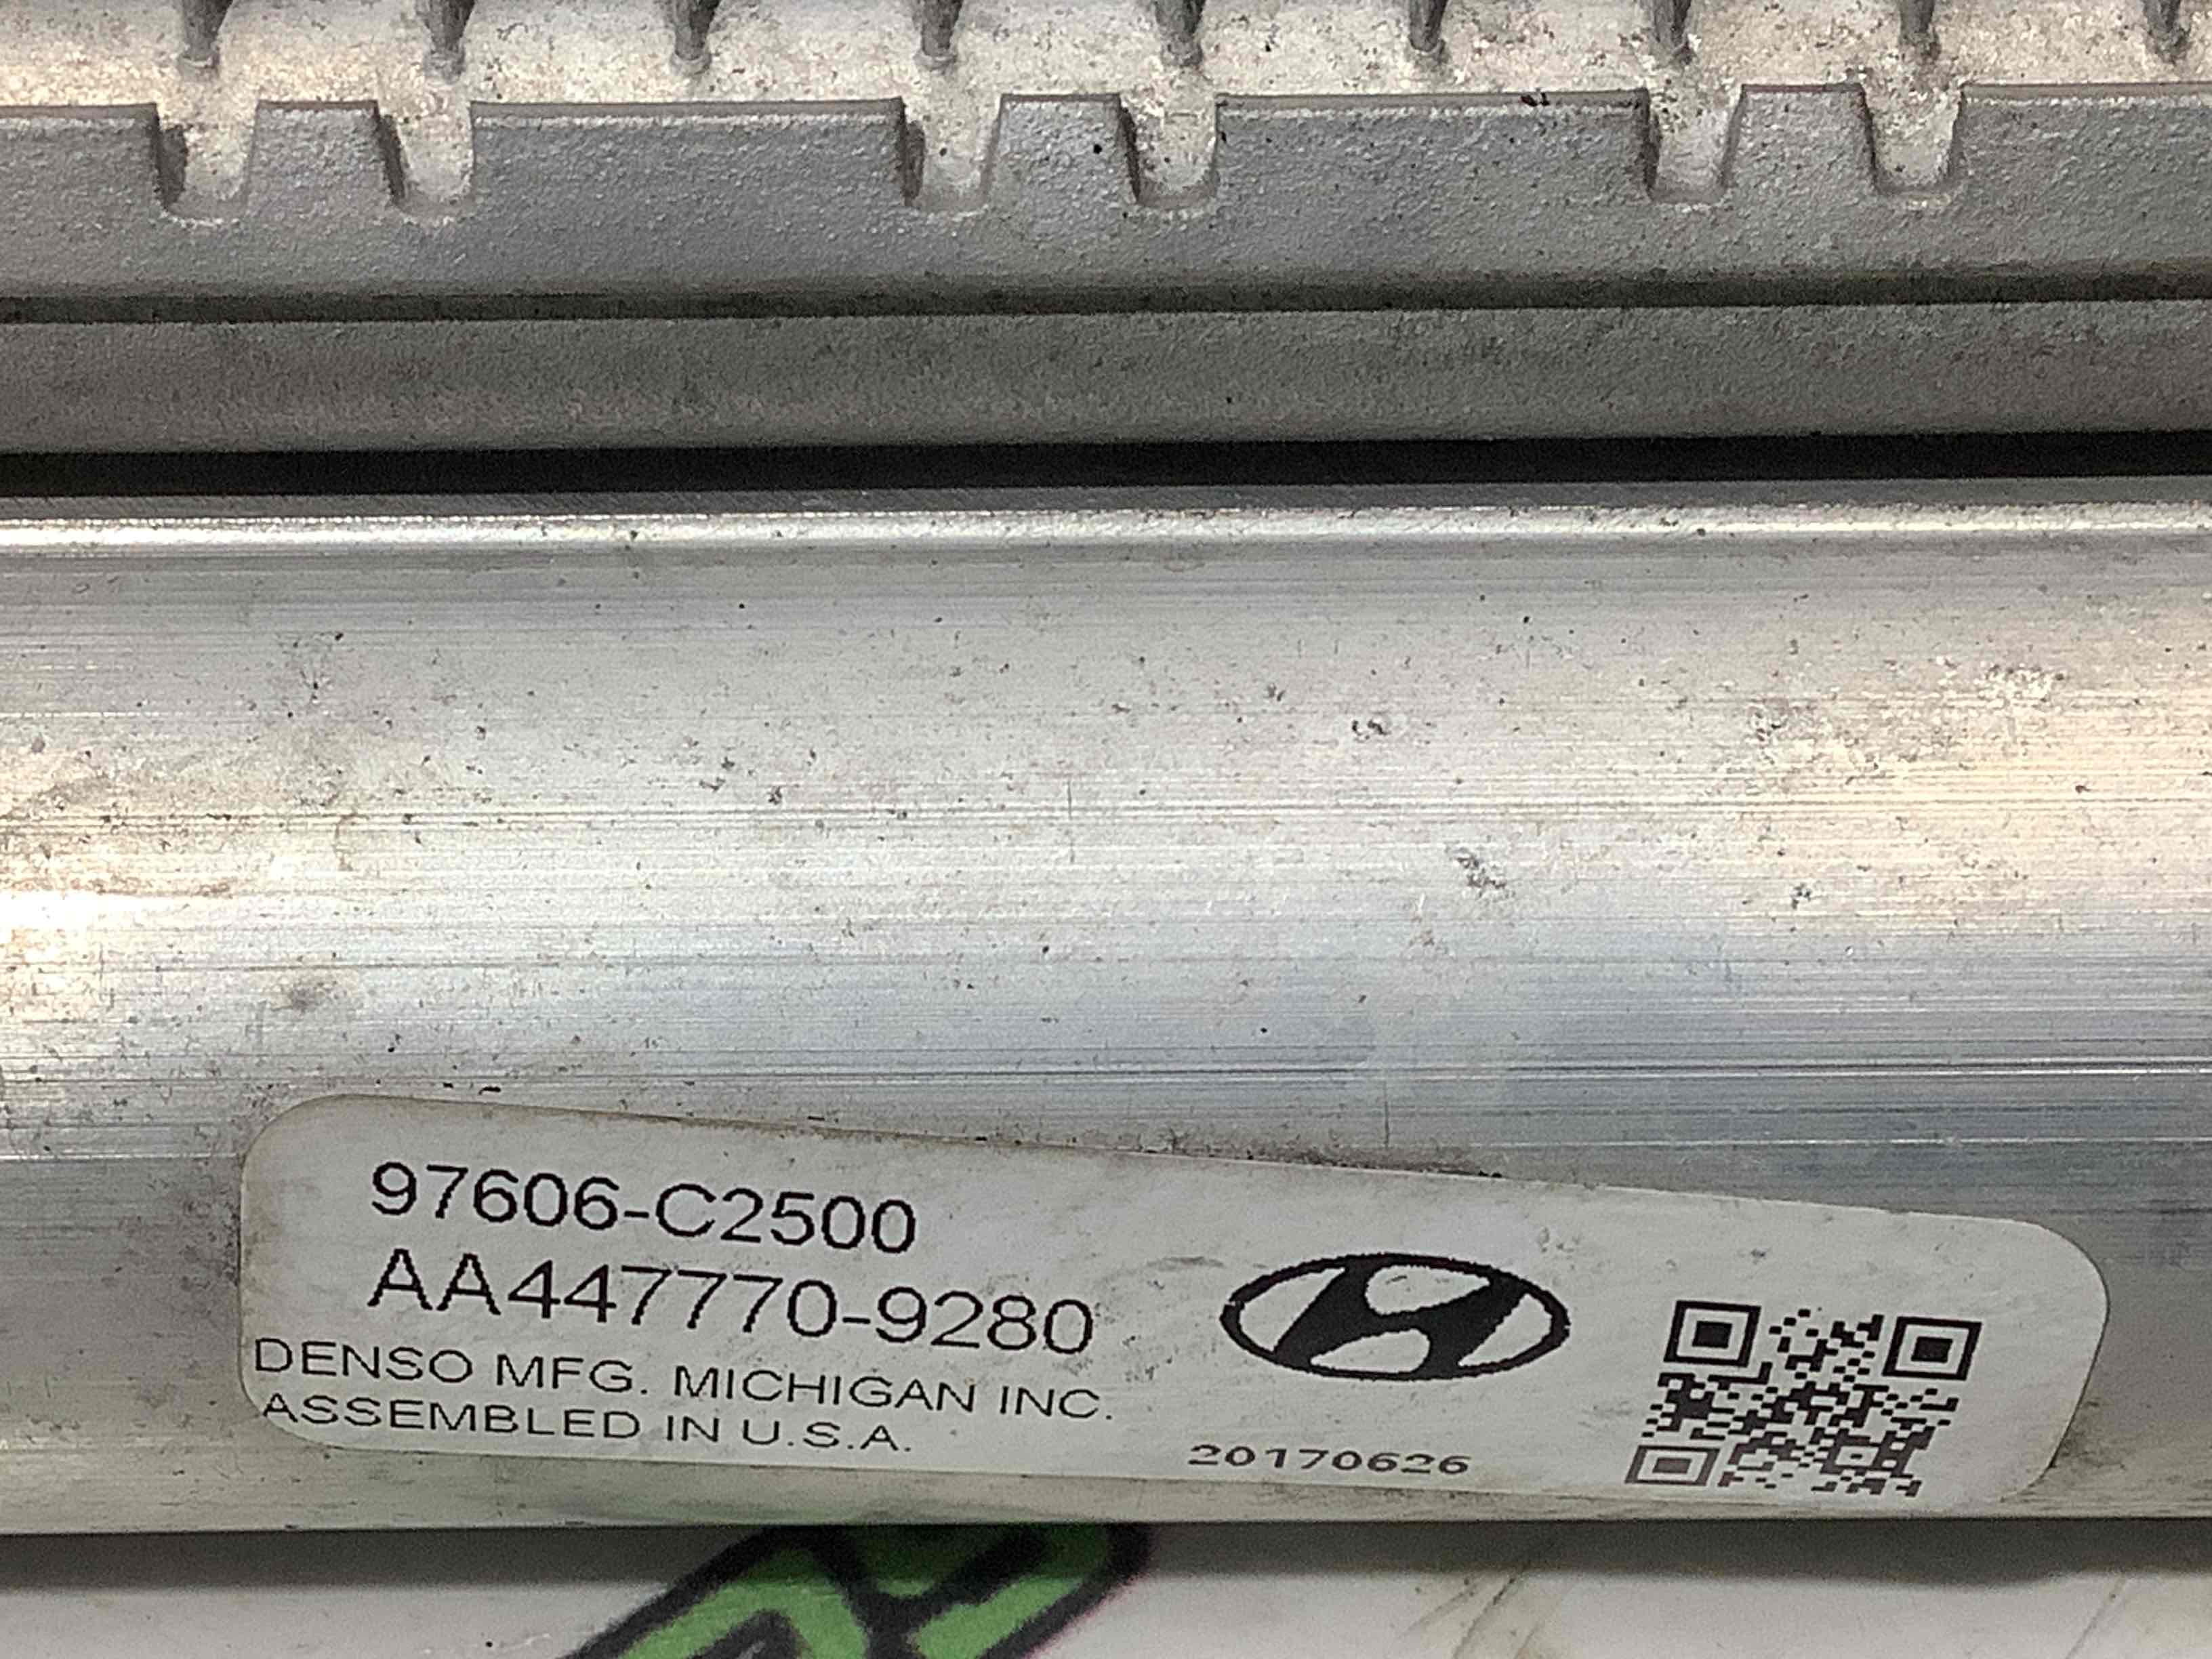 97606-C2500
AA447770-9280
DENSO MFG. MICHIGAN INC.
ASSEMBLED IN U.S.A.
20170626